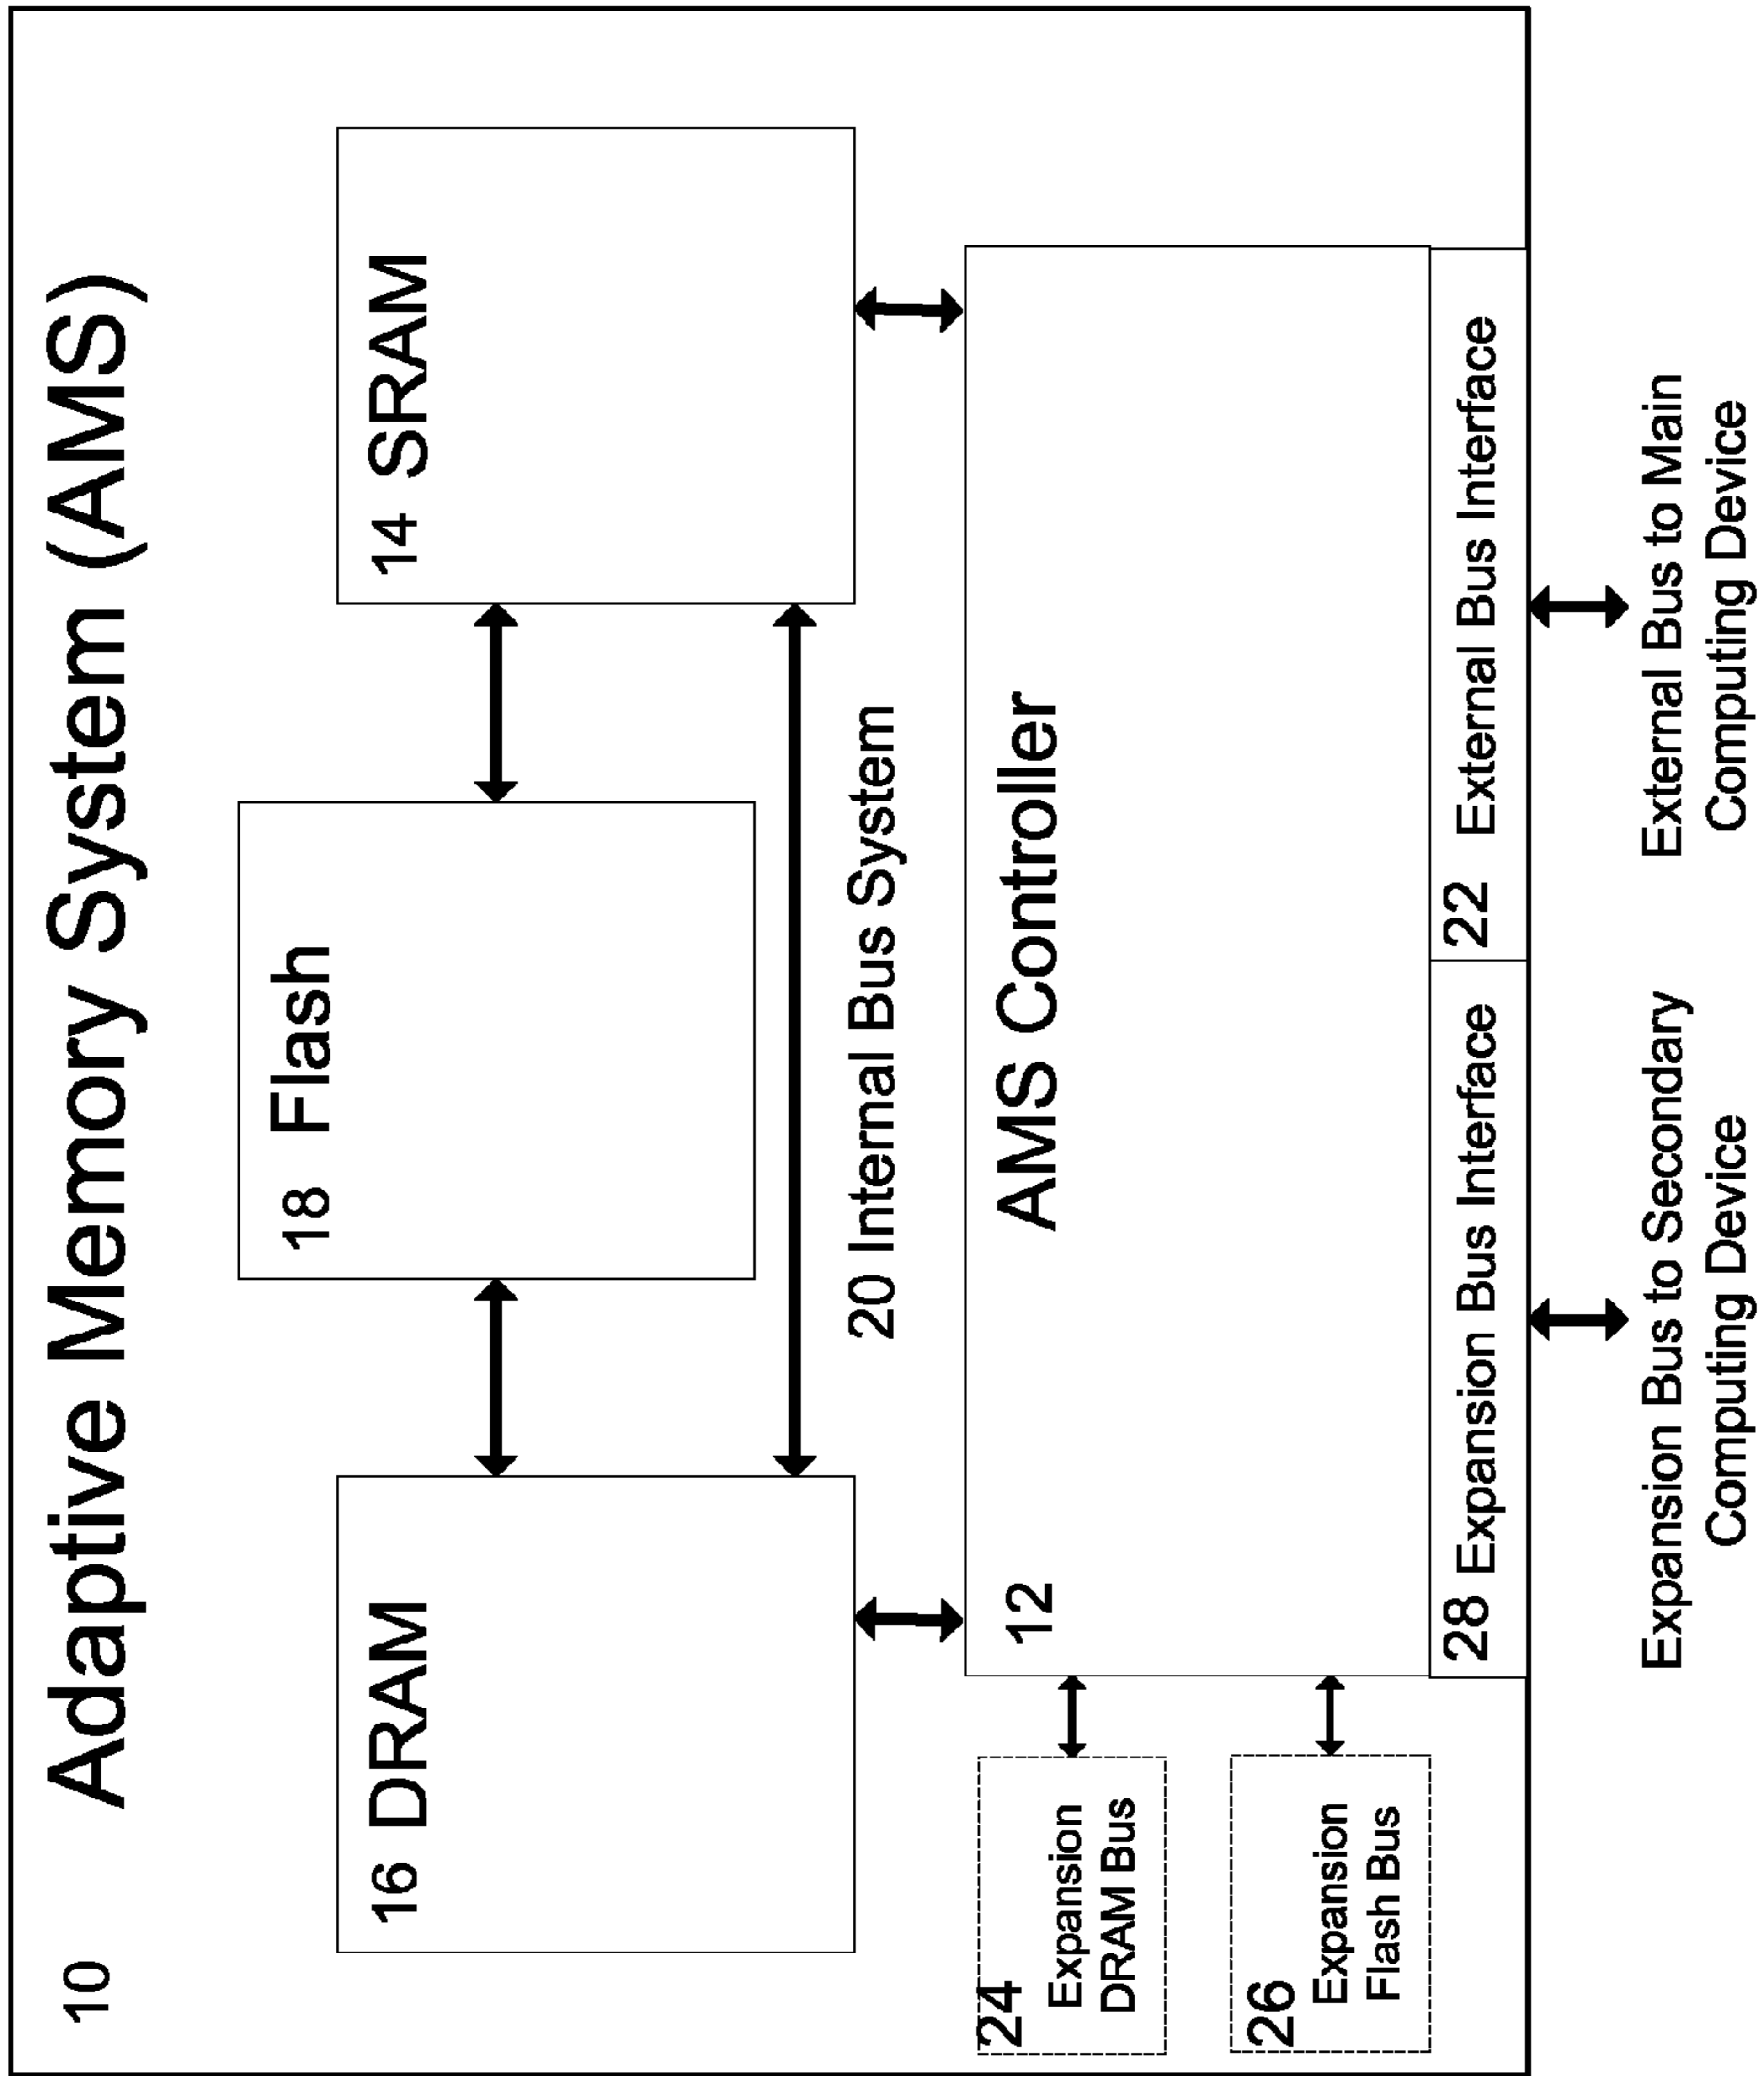 10 Adaptive Memory System (AMS)
18 Flash
16 DRAM
14 SRAM
20 Internal Bus System
24
Expansion
DRAM Bus
12
AMS Controller
26
Expansion
Flash Bus
28 Expansion Bus Interface
22 External Bus Interface
Expansion Bus to Secondary
Computing Device
External Bus to Main
Computing Device